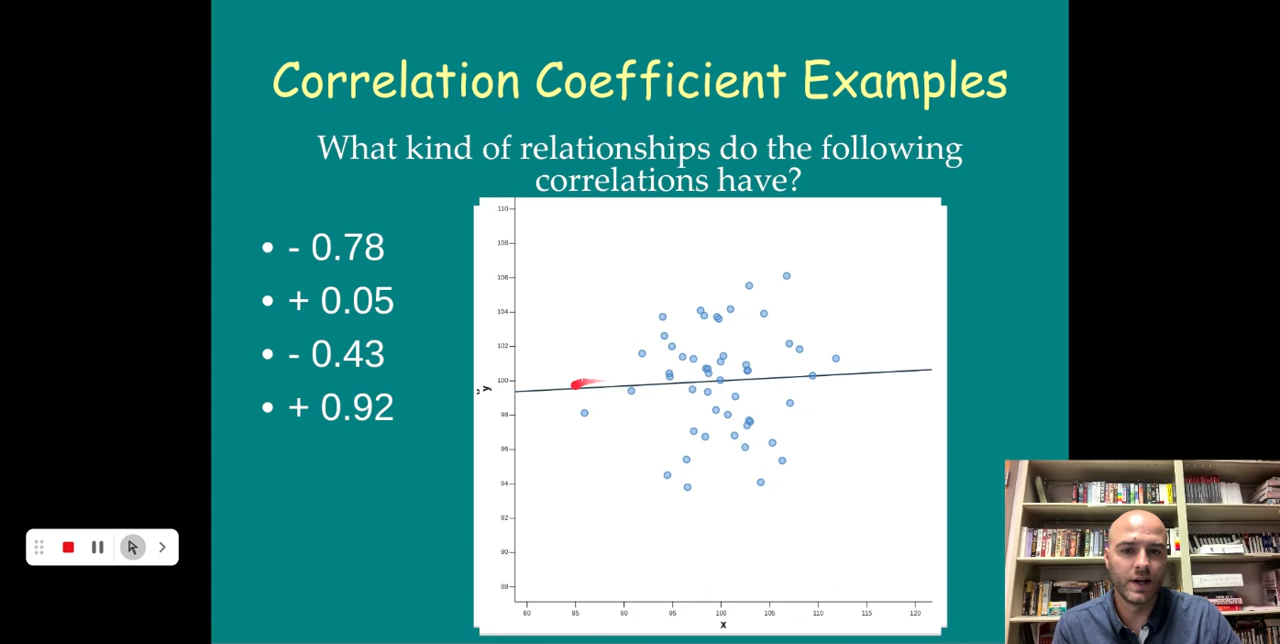 Correlation Coefficient Examples
What kind of relationships do the following
correlations have?
• - 0.78
• + 0.05
• - 0.43
• + 0.92
110
108
106
104
102
100
98
96
94
92
90
88
y
80
85
90
95
100
105
110
115
120
x